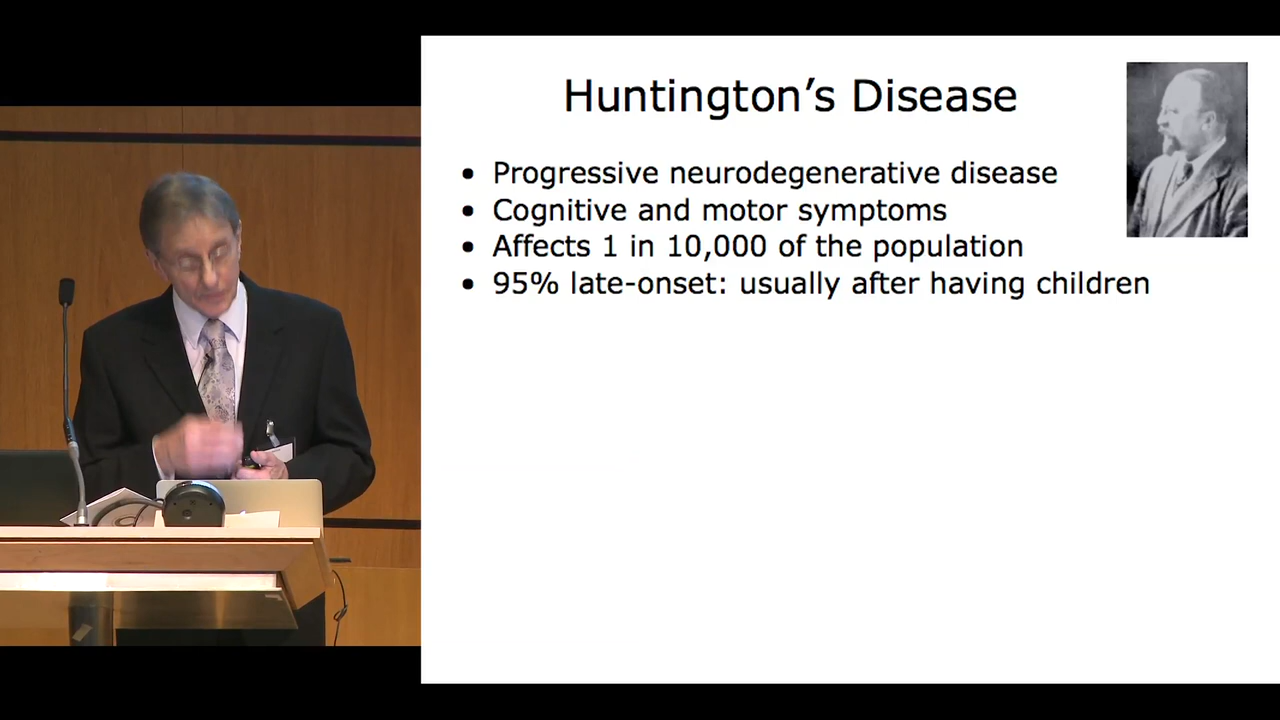 Huntington’s Disease
• Progressive neurodegenerative disease
• Cognitive and motor symptoms
• Affects 1 in 10,000 of the population
• 95% late-onset: usually after having children